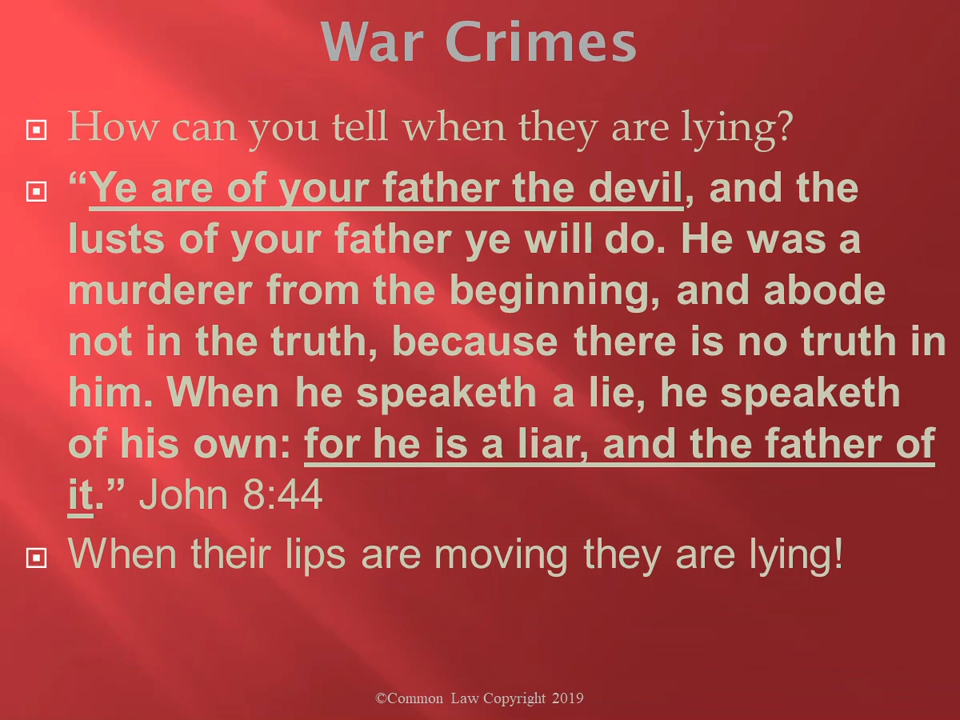 War Crimes
How can you tell when they are lying?
“Ye are of your father the devil, and the
lusts of your father ye will do. He was a
murderer from the beginning, and abode
not in the truth, because there is no truth in
him. When he speaketh a lie, he speaketh
of his own: for he is a liar, and the father of
it.” John 8:44
When their lips are moving they are lying!
©Common Law Copyright 2019